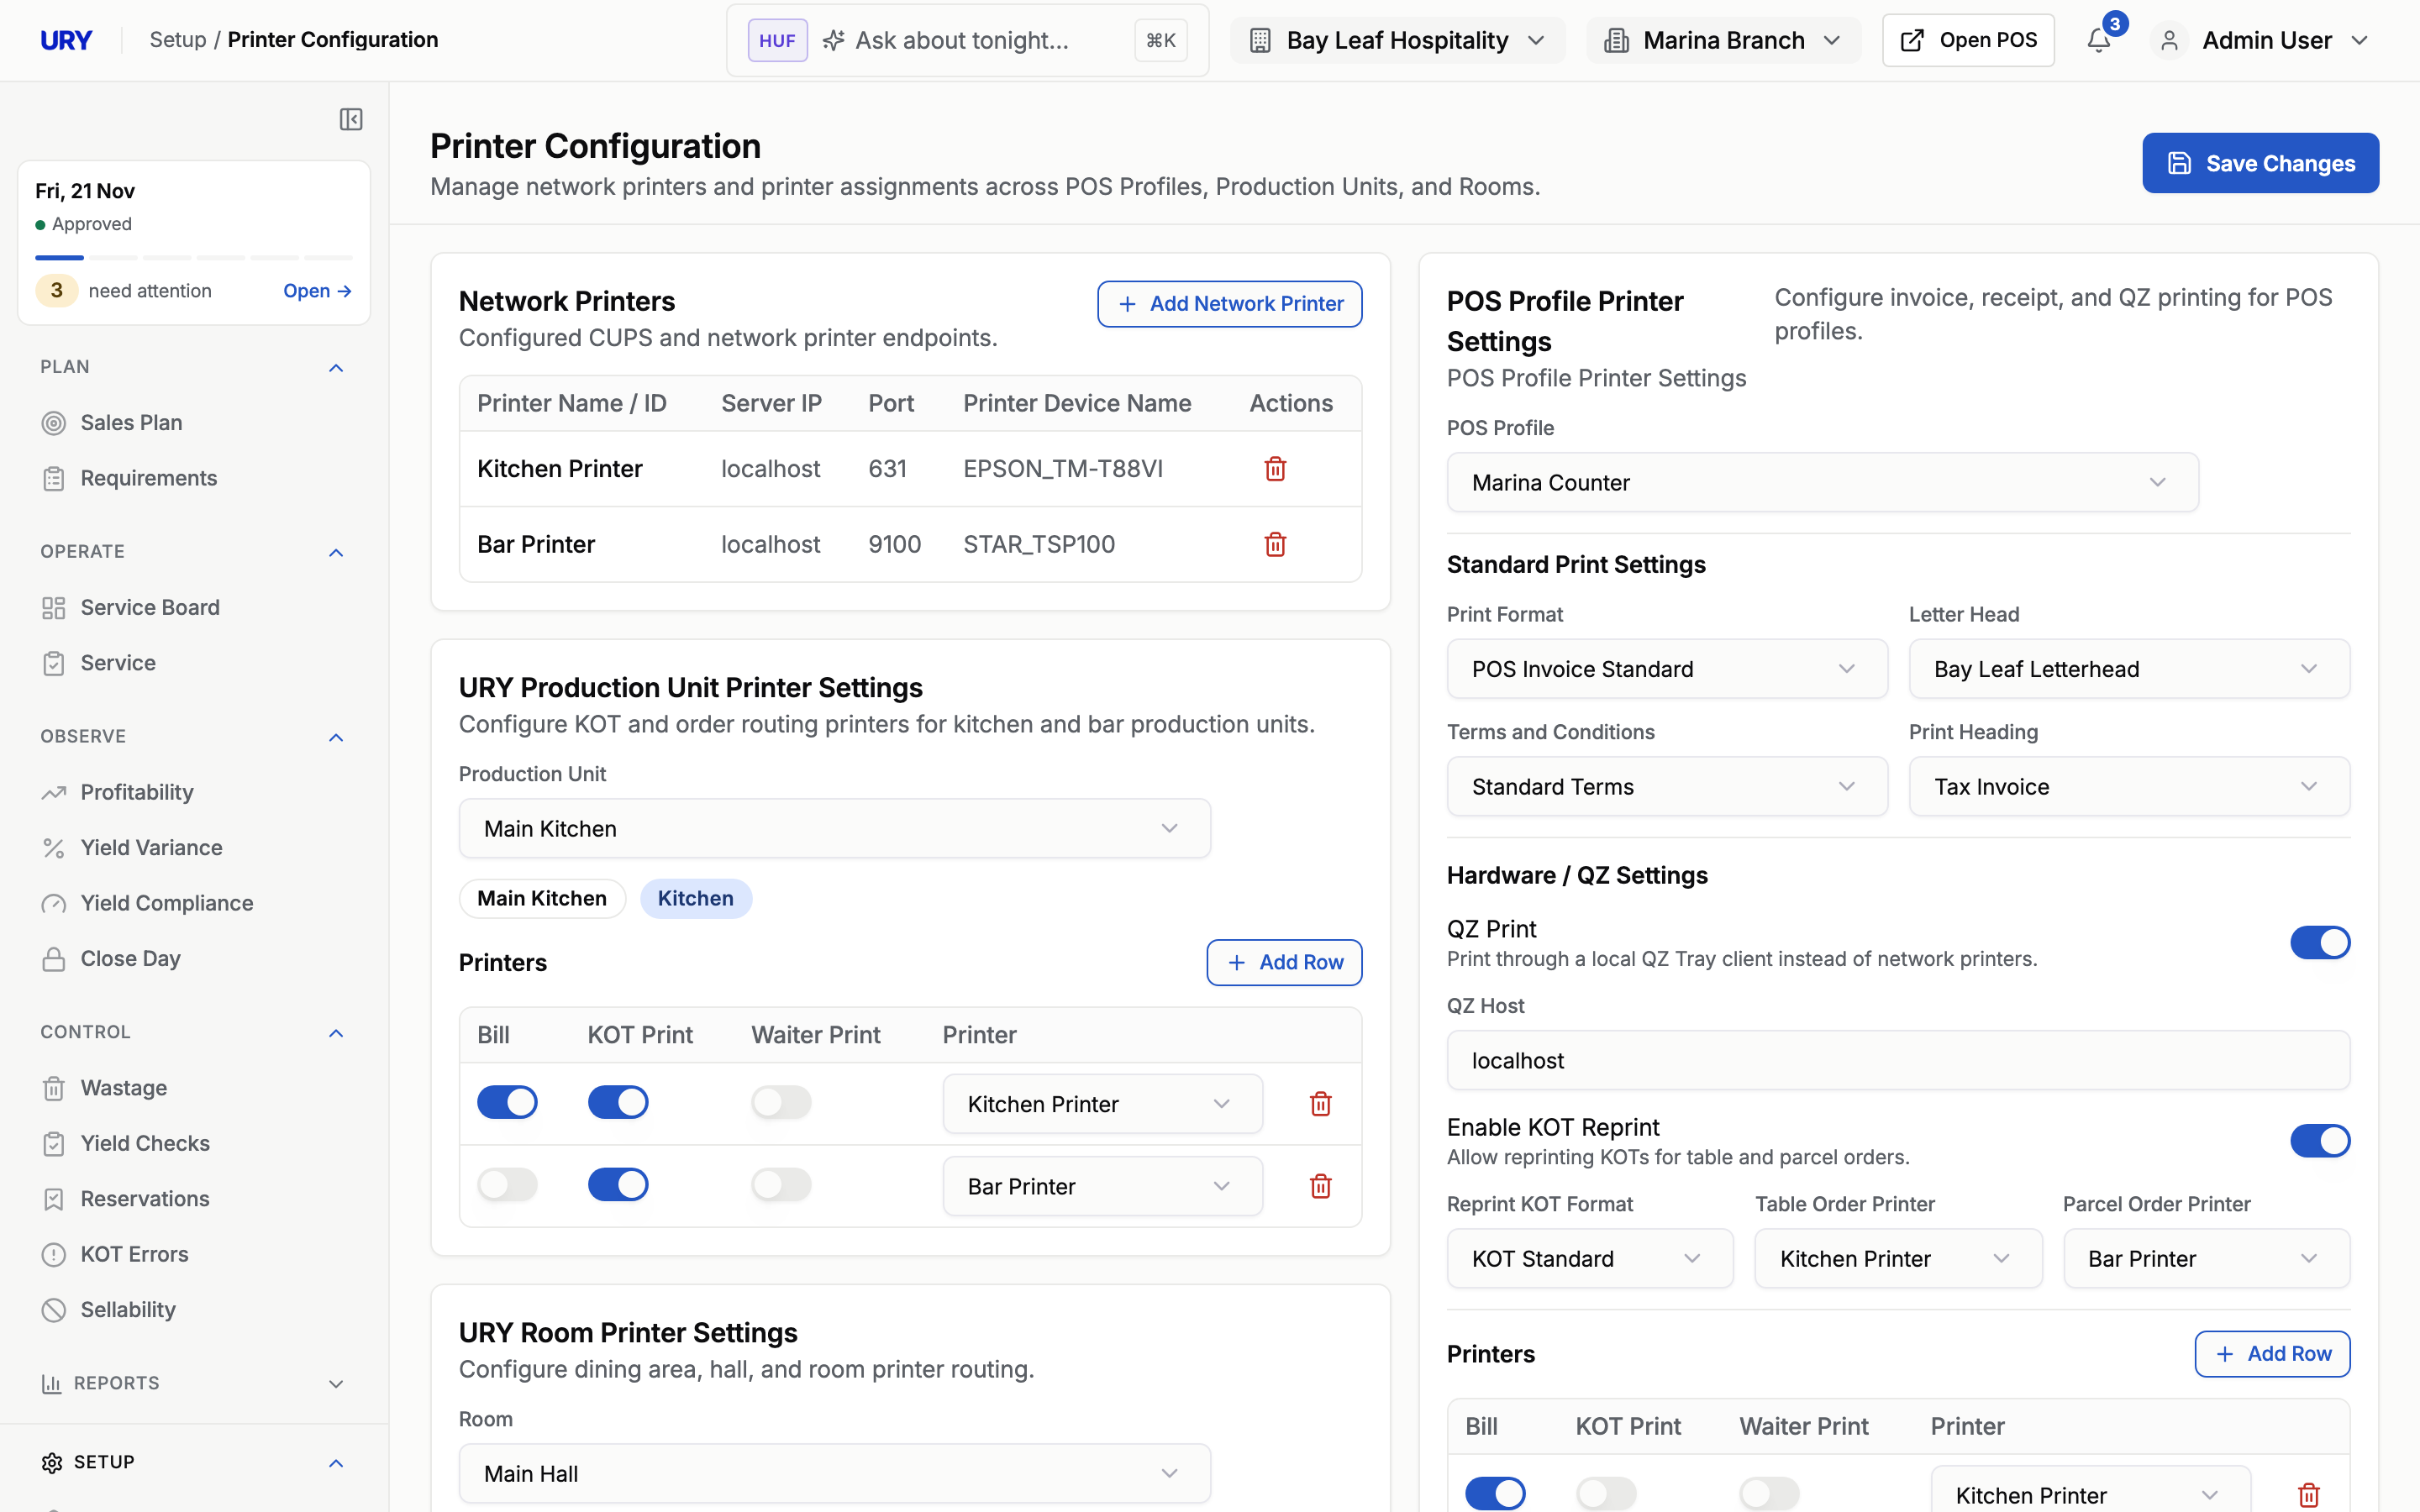 URY
Setup / Printer Configuration
HUF
Ask about tonight...
⌘K
Bay Leaf Hospitality
Marina Branch
Open POS
3
Admin User
Fri, 21 Nov
Approved
3 need attention
Open →
PLAN
Sales Plan
Requirements
OPERATE
Service Board
Service
OBSERVE
Profitability
Yield Variance
Yield Compliance
Close Day
CONTROL
Wastage
Yield Checks
Reservations
KOT Errors
Sellability
REPORTS
SETUP
Printer Configuration
Manage network printers and printer assignments across POS Profiles, Production Units, and Rooms.
Save Changes
Network Printers
Configured CUPS and network printer endpoints.
Add Network Printer
Printer Name / ID Server IP Port Printer Device Name Actions
Kitchen Printer localhost 631 EPSON_TM-T88VI
Bar Printer localhost 9100 STAR_TSP100
URY Production Unit Printer Settings
Configure KOT and order routing printers for kitchen and bar production units.
Production Unit
Main Kitchen
Main Kitchen Kitchen
Printers
Add Row
Bill KOT Print Waiter Print Printer
Kitchen Printer
Bar Printer
URY Room Printer Settings
Configure dining area, hall, and room printer routing.
Room
Main Hall
POS Profile Printer
Settings
POS Profile Printer Settings
Configure invoice, receipt, and QZ printing for POS
profiles.
POS Profile
Marina Counter
Standard Print Settings
Print Format Letter Head
POS Invoice Standard Bay Leaf Letterhead
Terms and Conditions Print Heading
Standard Terms Tax Invoice
Hardware / QZ Settings
QZ Print
Print through a local QZ Tray client instead of network printers.
QZ Host
localhost
Enable KOT Reprint
Allow reprinting KOTs for table and parcel orders.
Reprint KOT Format Table Order Printer Parcel Order Printer
KOT Standard Kitchen Printer Bar Printer
Printers
Add Row
Bill KOT Print Waiter Print Printer
Kitchen Printer